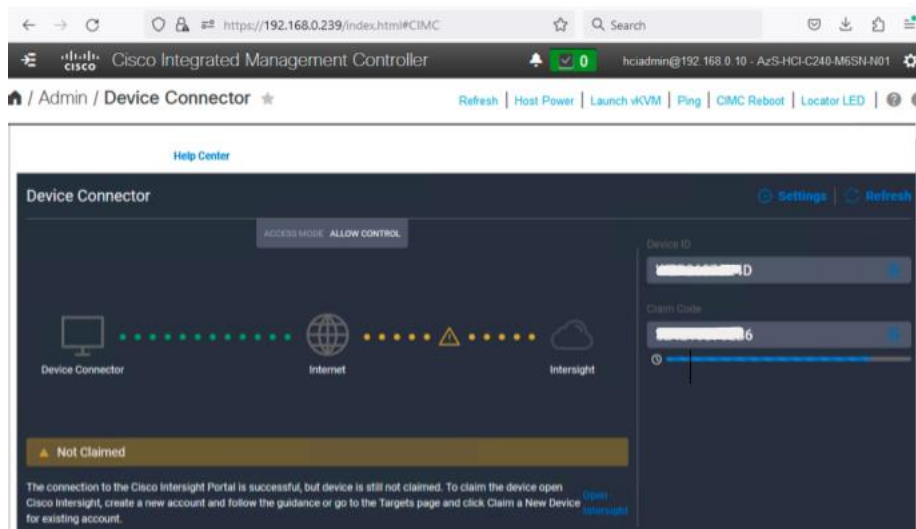 https://192.168.0.239/index.html#CIMC
Search
cisco Cisco Integrated Management Controller
0
hciadmin@192.168.0.10 - AzS-HCI-C240-M6SN-N01
/ Admin / Device Connector
Refresh | Host Power | Launch vKVM | Ping | CIMC Reboot | Locator LED |
Help Center
Device Connector
Settings | Refresh
ACCESS MODE ALLOW CONTROL
Device ID
D
Claim Code
6
Device Connector
Internet
Intersight
Not Claimed
The connection to the Cisco Intersight Portal is successful, but device is still not claimed. To claim the device open
Cisco Intersight, create a new account and follow the guidance or go to the Targets page and click Claim a New Device
for existing account.
Open
Intersight